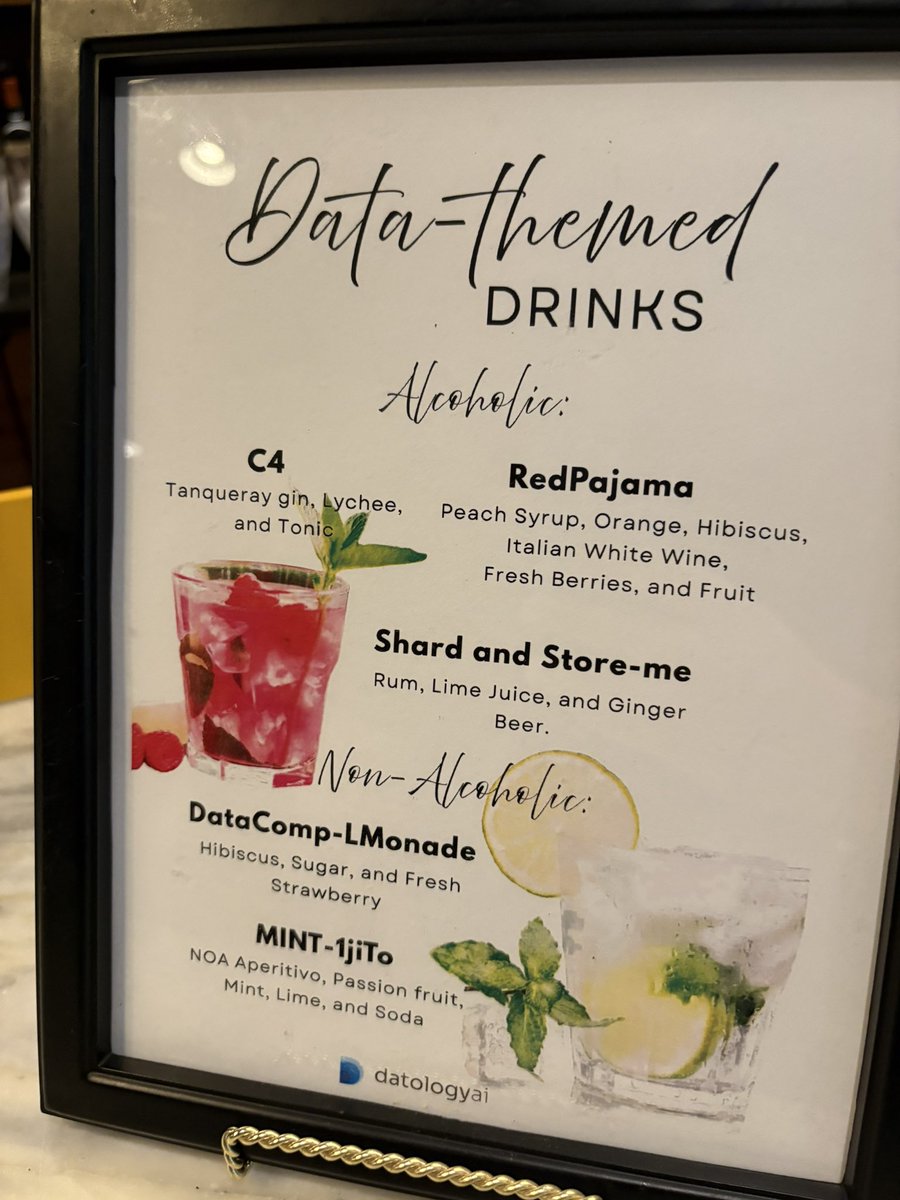 Data-themed
DRINKS
Alcoholic:
C4
Tanqueray gin, Lychee,
and Tonic
RedPajama
Peach Syrup, Orange, Hibiscus,
Italian White Wine,
Fresh Berries, and Fruit
Shard and Store-me
Rum, Lime Juice, and Ginger
Beer.
Non-Alcoholic:
DataComp-LMonade
Hibiscus, Sugar, and Fresh
Strawberry
MINT-1jiTo
NOA Aperitivo, Passion fruit,
Mint, Lime, and Soda
datologyai